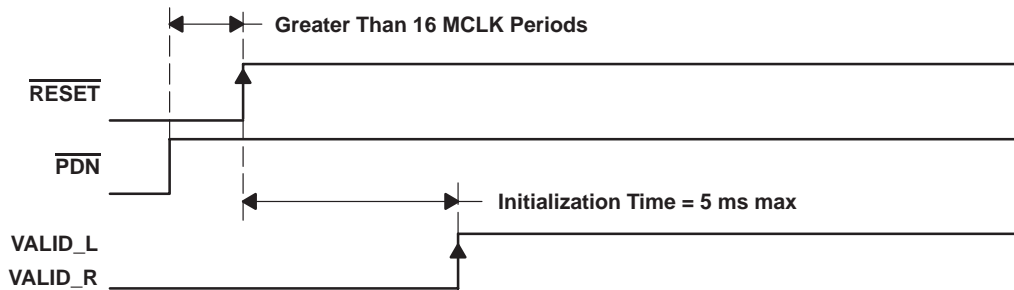 Greater Than 16 MCLK Periods
RESET
PDN
Initialization Time = 5 ms max
VALID_L
VALID_R